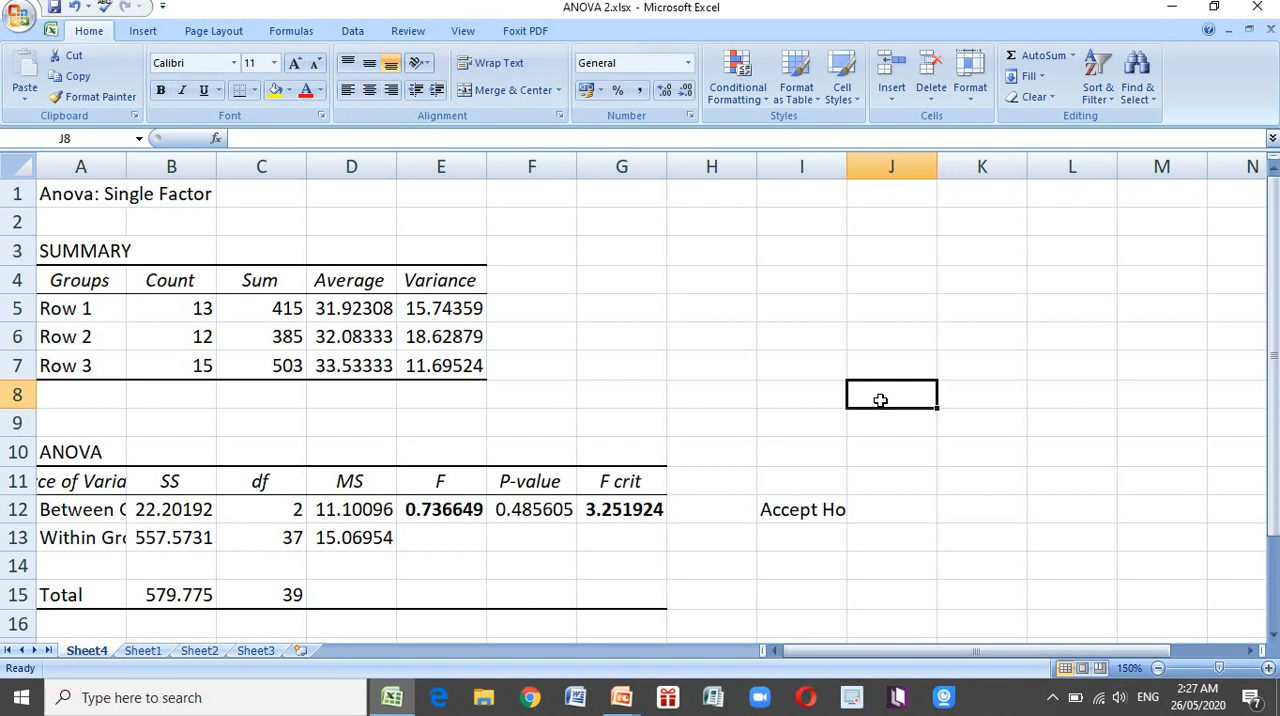 ANOVA 2.xlsx - Microsoft Excel
Home Insert Page Layout Formulas Data Review View Foxit PDF
Paste Cut Copy Format Painter Clipboard
Calibri 11 B I U A Font
Wrap Text Merge & Center Alignment
General % , Number
Conditional Formatting Format as Table Cell Styles Styles
Insert Delete Format Cells
Σ AutoSum Fill Clear Sort & Filter Find & Select Editing
J8 fx
A B C D E F G H I J K L M N
1 Anova: Single Factor
2
3 SUMMARY
4 Groups Count Sum Average Variance
5 Row 1 13 415 31.92308 15.74359
6 Row 2 12 385 32.08333 18.62879
7 Row 3 15 503 33.53333 11.69524
8
9
10 ANOVA
11 ce of Varia SS df MS F P-value F crit
12 Between G 22.20192 2 11.10096 0.736649 0.485605 3.251924 Accept Ho
13 Within Gro 557.5731 37 15.06954
14
15 Total 579.775 39
16
Sheet4 Sheet1 Sheet2 Sheet3
Ready 150%
Type here to search ENG 2:27 AM
26/05/2020 7